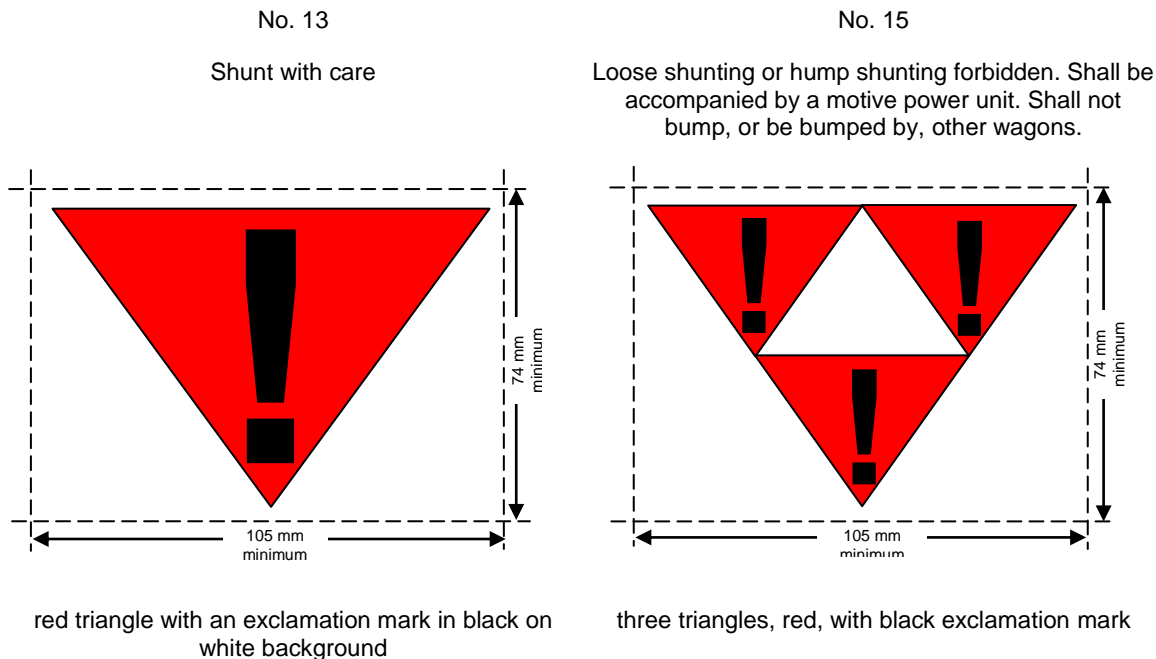 No. 13
Shunt with care
!
74 mm
minimum
105 mm
minimum
red triangle with an exclamation mark in black on
white background
No. 15
Loose shunting or hump shunting forbidden. Shall be
accompanied by a motive power unit. Shall not
bump, or be bumped by, other wagons.
!
!
!
74 mm
minimum
105 mm
minimum
three triangles, red, with black exclamation mark